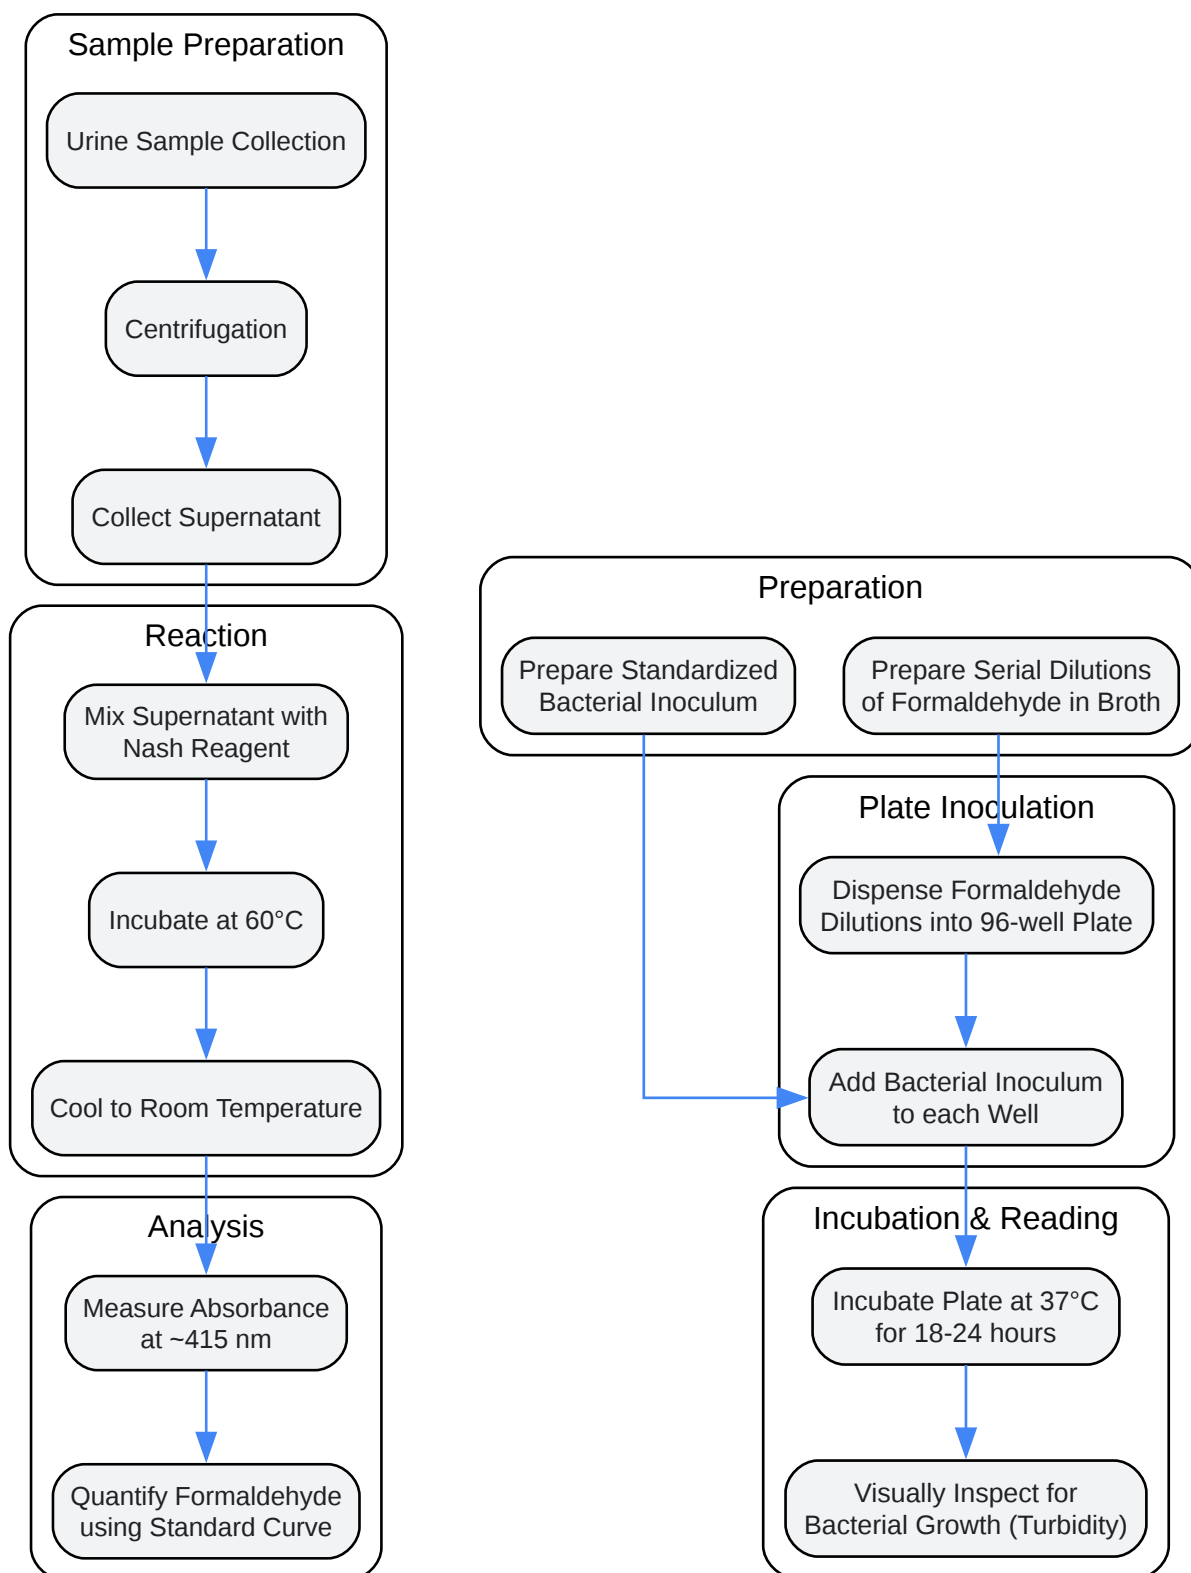 Sample Preparation
Urine Sample Collection
Centrifugation
Collect Supernatant
Reaction
Mix Supernatant with
Nash Reagent
Incubate at 60°C
Cool to Room Temperature
Analysis
Measure Absorbance
at ~415 nm
Quantify Formaldehyde
using Standard Curve
Preparation
Prepare Standardized
Bacterial Inoculum
Prepare Serial Dilutions
of Formaldehyde in Broth
Plate Inoculation
Dispense Formaldehyde
Dilutions into 96-well Plate
Add Bacterial Inoculum
to each Well
Incubation & Reading
Incubate Plate at 37°C
for 18-24 hours
Visually Inspect for
Bacterial Growth (Turbidity)